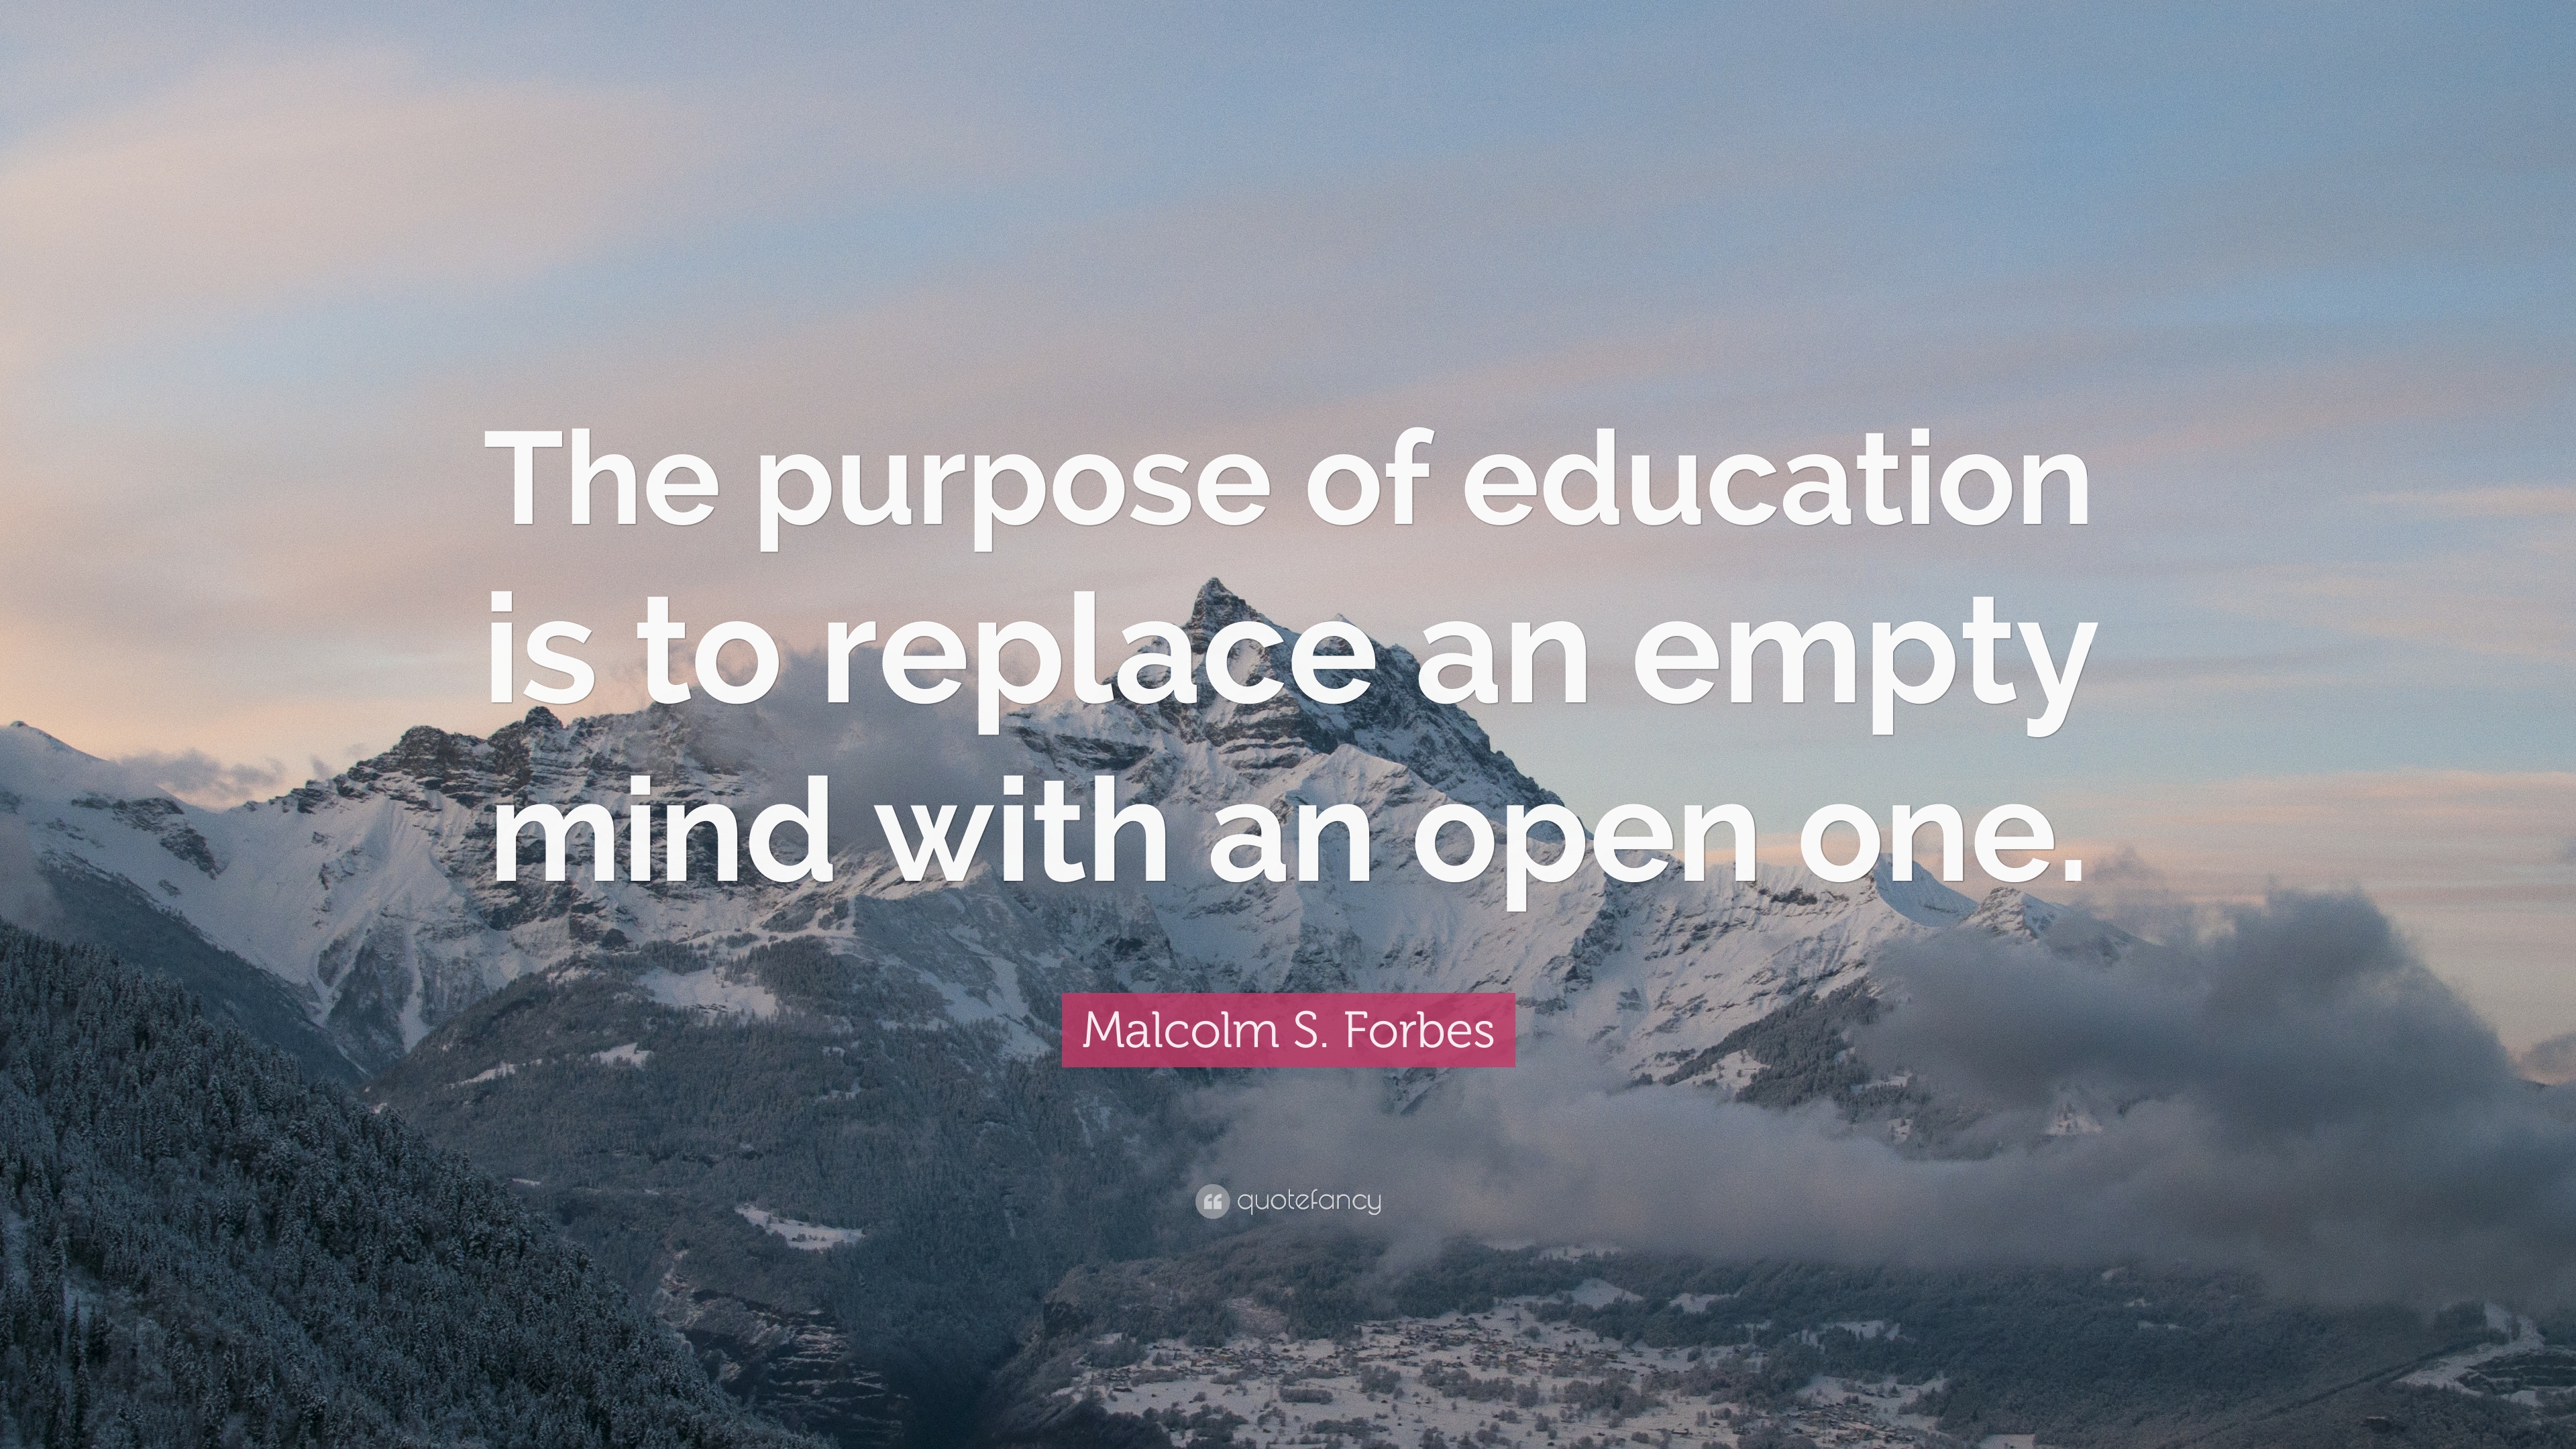 The purpose of education
is to replace an empty
mind with an open one.
Malcolm S. Forbes
quotefancy